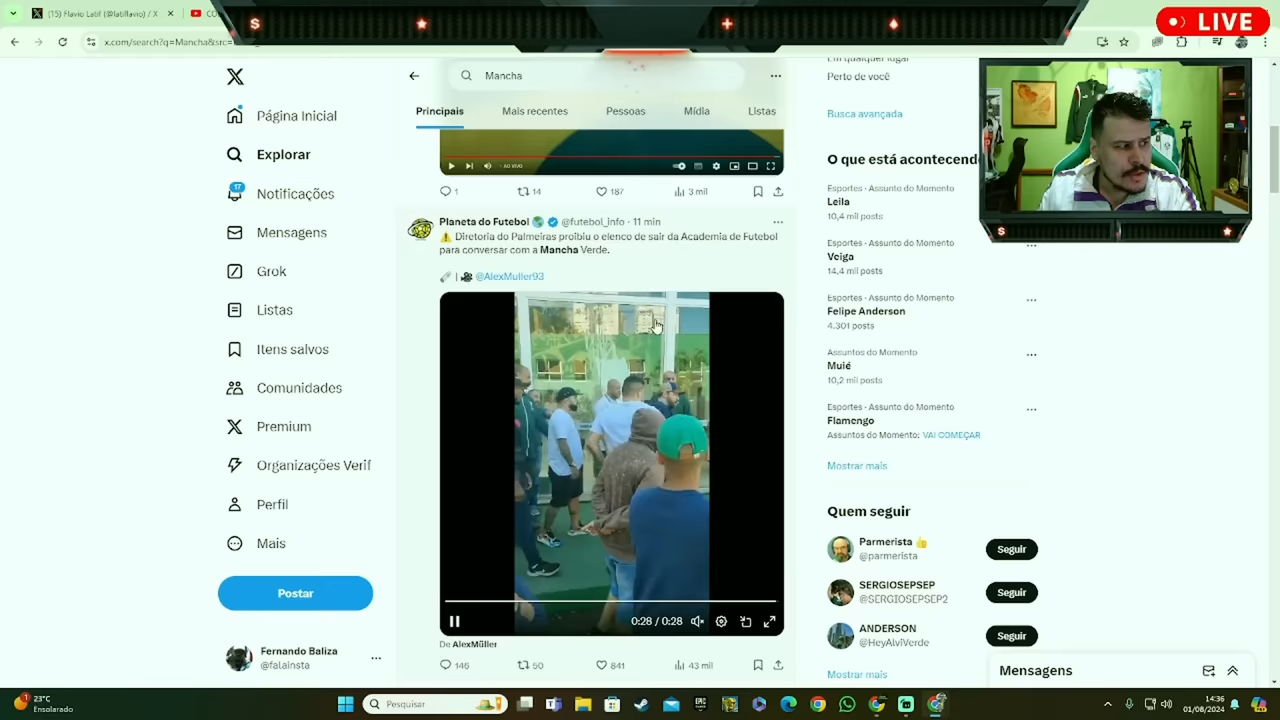 (15) Flavio Latif (@latiflavio) | X
LIVE
x.com/search?q=Mancha&src=
Mancha
Principais
Mais recentes
Pessoas
Mídia
Listas
Em qualquer lugar
Perto de você
Busca avançada
Página Inicial
Explorar
17
Notificações
Mensagens
Grok
Listas
Itens salvos
Comunidades
Premium
Organizações Verif
Perfil
Mais
Postar
Fernando Baliza
@falainsta
AO VIVO
1
14
187
3 mil
Planeta do Futebol @futebol_info · 11 min
Diretoria do Palmeiras proibiu o elenco de sair da Academia de Futebol
para conversar com a Mancha Verde.
| @AlexMuller93
0:28 / 0:28
De AlexMüller
146
50
841
43 mil
O que está acontecend
Esportes · Assunto do Momento
Leila
10,4 mil posts
Esportes · Assunto do Momento
Veiga
14,4 mil posts
Esportes · Assunto do Momento
Felipe Anderson
4.301 posts
Assuntos do Momento
Muié
10,2 mil posts
Esportes · Assunto do Momento
Flamengo
Assuntos do Momento: VAI COMEÇAR
Mostrar mais
Quem seguir
Parmerista
@parmerista
Seguir
SERGIOSEPSEP
@SERGIOSEPSEP2
Seguir
ANDERSON
@HeyAlviVerde
Seguir
Mostrar mais
Mensagens
23°C
Ensolarado
Pesquisar
14:36
01/08/2024